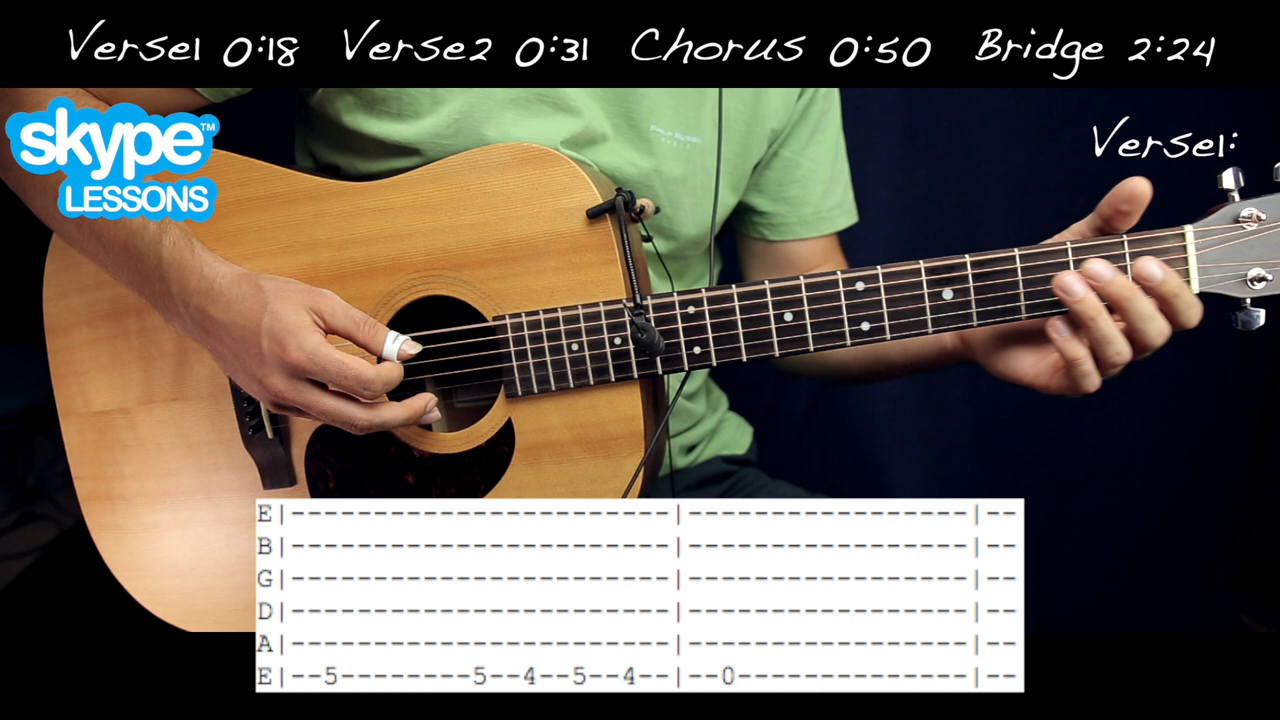 Verse1 0:18 Verse2 0:31 Chorus 0:50 Bridge 2:24
skype™
LESSONS
Verse1:
E|-----------------------|-----------------|--
B|-----------------------|-----------------|--
G|-----------------------|-----------------|--
D|-----------------------|-----------------|--
A|-----------------------|-----------------|--
E|--5--------5--4--5--4--|--0--------------|--